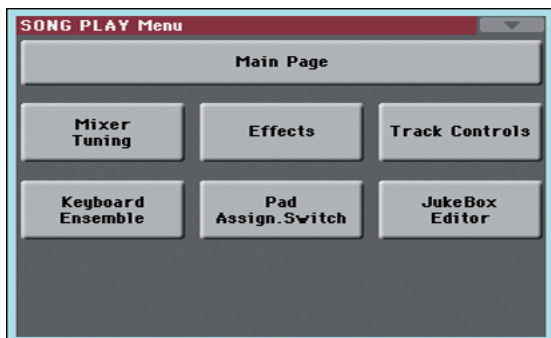 SONG PLAY Menu
Main Page
Mixer
Tuning
Effects
Track Controls
Keyboard
Ensemble
Pad
Assign.Switch
JukeBox
Editor